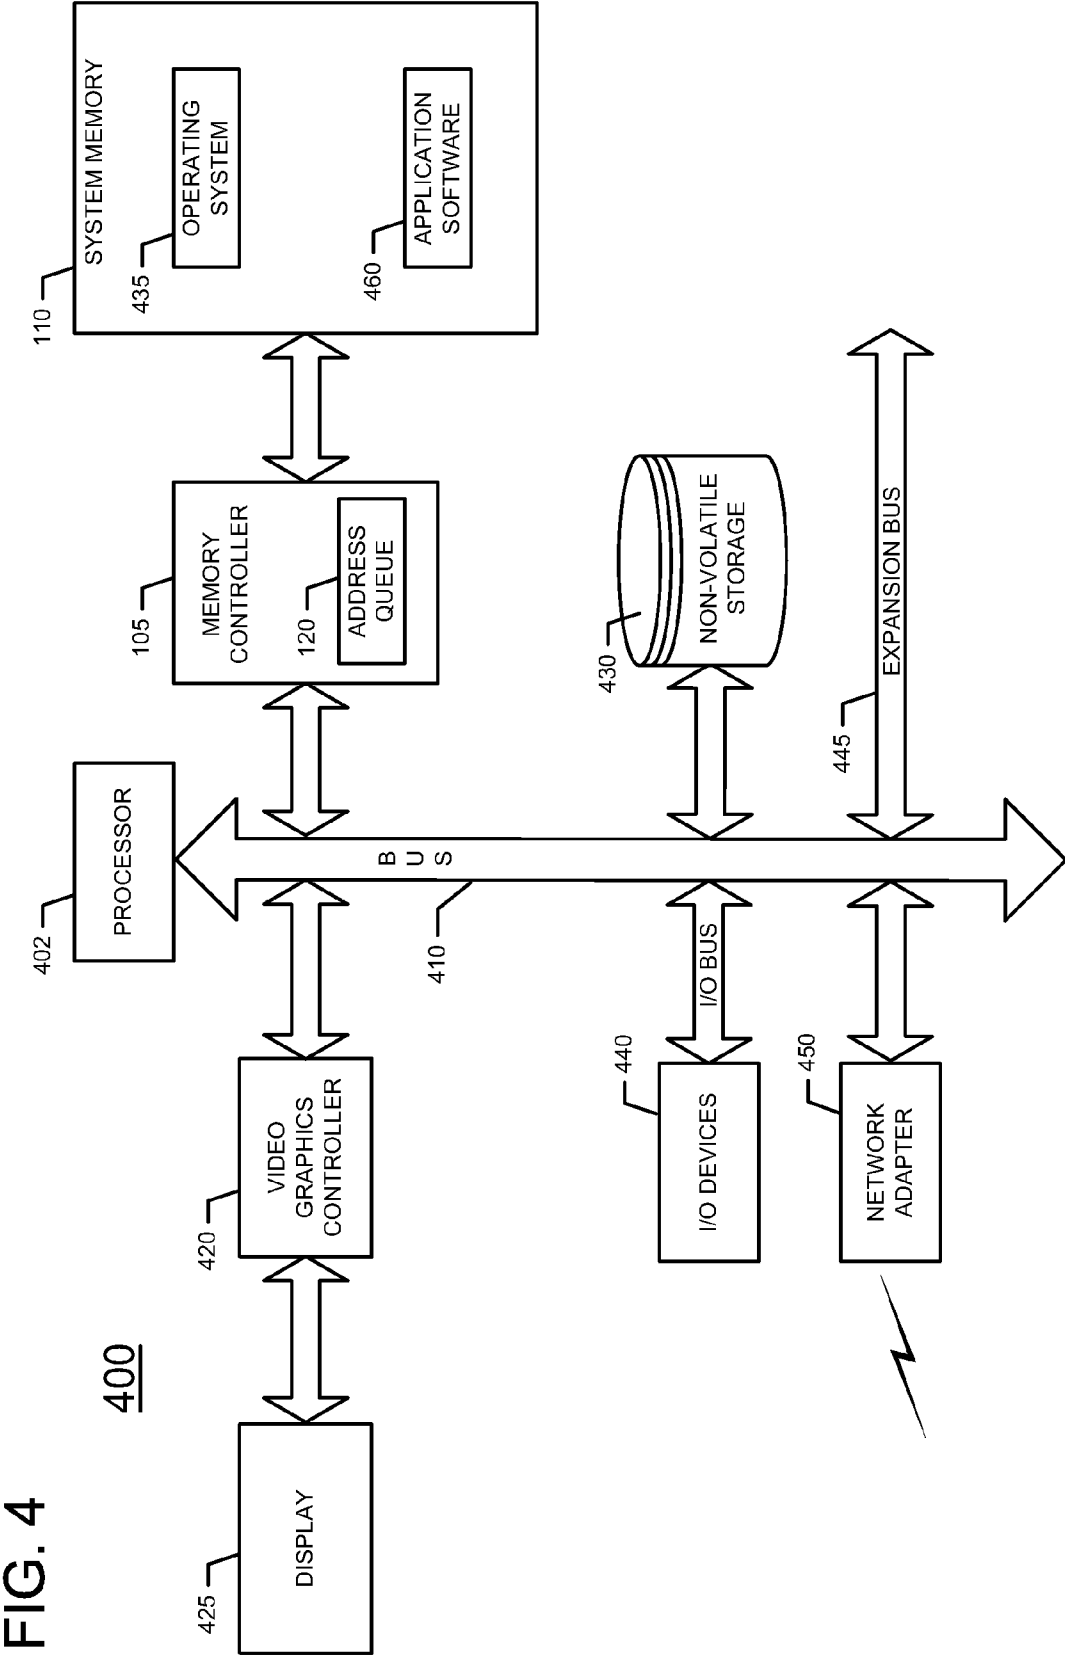 FIG. 4
400
402
PROCESSOR
110
SYSTEM MEMORY
435
OPERATING
SYSTEM
460
APPLICATION
SOFTWARE
105
MEMORY
CONTROLLER
120
ADDRESS
QUEUE
425
DISPLAY
420
VIDEO
GRAPHICS
CONTROLLER
B
U
S
410
430
NON-VOLATILE
STORAGE
440
I/O DEVICES
I/O BUS
445
EXPANSION BUS
450
NETWORK
ADAPTER